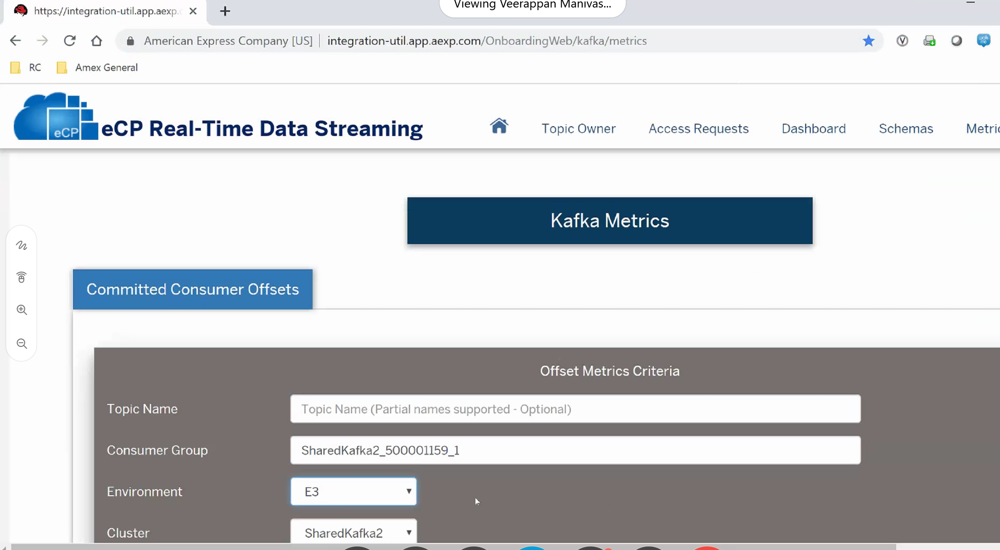 Viewing Veerappan Manivas...
https://integration-util.app.aexp.c
American Express Company [US] integration-util.app.aexp.com/OnboardingWeb/kafka/metrics
walk me
RC Amex General
eCP
eCP Real-Time Data Streaming
Topic Owner Access Requests Dashboard Schemas Metric
Kafka Metrics
Committed Consumer Offsets
Offset Metrics Criteria
Topic Name Topic Name (Partial names supported - Optional)
Consumer Group SharedKafka2_500001159_1
Environment E3
Cluster SharedKafka2